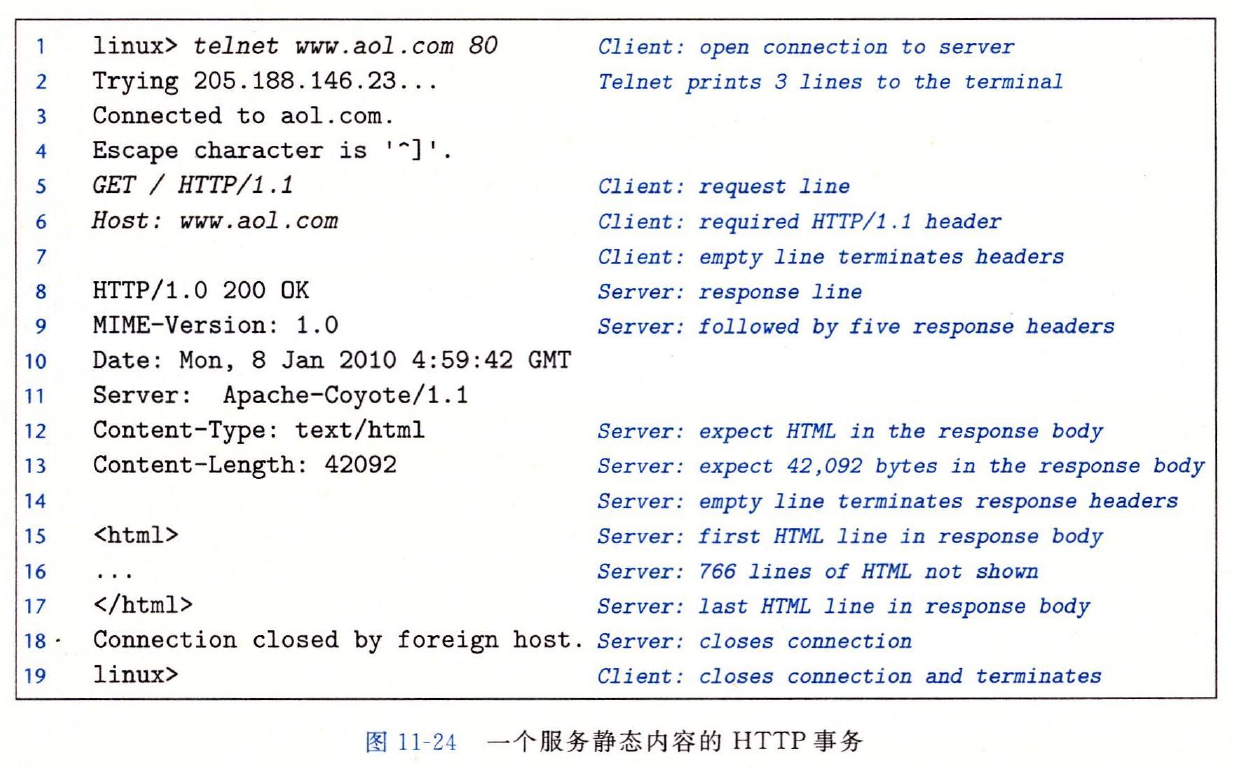 1 linux> telnet www.aol.com 80 Client: open connection to server
2 Trying 205.188.146.23... Telnet prints 3 lines to the terminal
3 Connected to aol.com.
4 Escape character is '^]'.
5 GET / HTTP/1.1 Client: request line
6 Host: www.aol.com Client: required HTTP/1.1 header
7 Client: empty line terminates headers
8 HTTP/1.0 200 OK Server: response line
9 MIME-Version: 1.0 Server: followed by five response headers
10 Date: Mon, 8 Jan 2010 4:59:42 GMT
11 Server: Apache-Coyote/1.1
12 Content-Type: text/html Server: expect HTML in the response body
13 Content-Length: 42092 Server: expect 42,092 bytes in the response body
14 Server: empty line terminates response headers
15 <html> Server: first HTML line in response body
16 ... Server: 766 lines of HTML not shown
17 </html> Server: last HTML line in response body
18 Connection closed by foreign host. Server: closes connection
19 linux> Client: closes connection and terminates
图 11-24 一个服务静态内容的 HTTP 事务